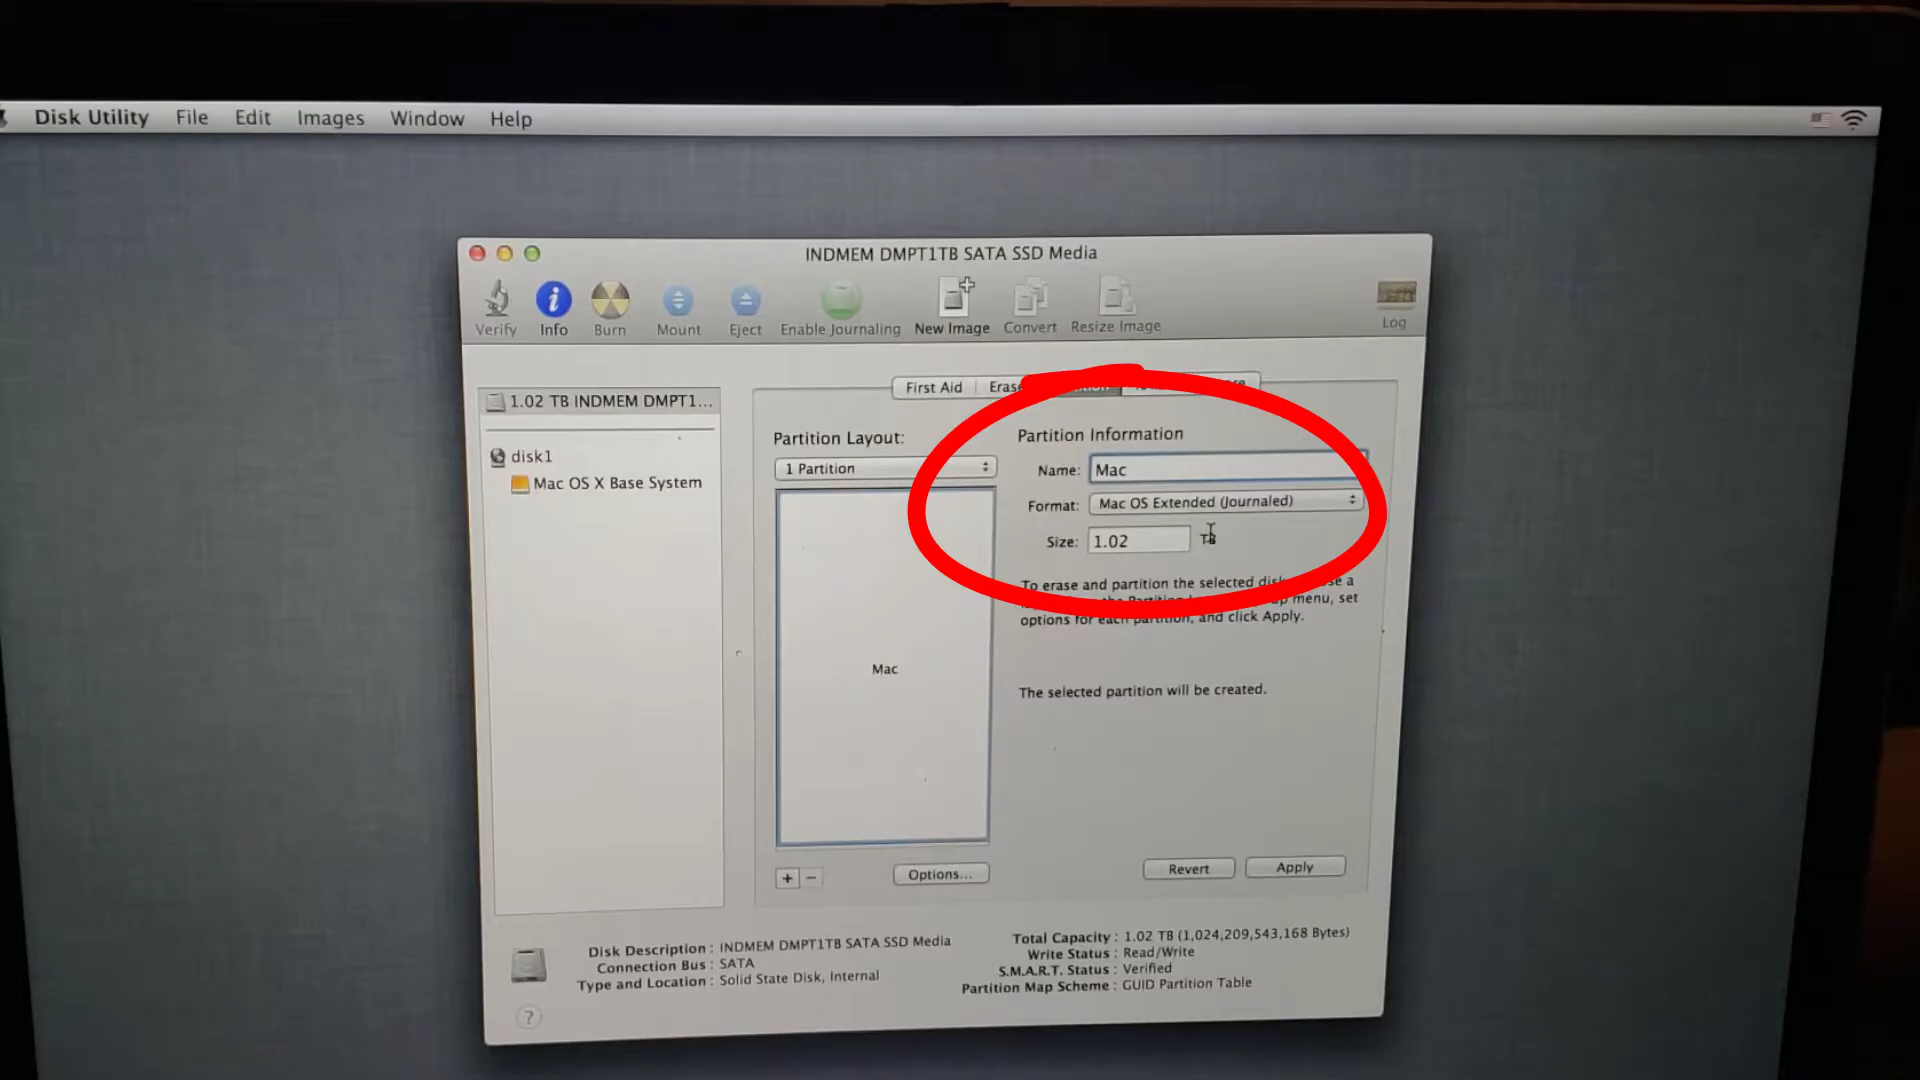 Disk Utility File Edit Images Window Help
INDMEM DMPT1TB SATA SSD Media
Verify Info Burn Mount Eject Enable Journaling New Image Convert Resize Image Log
First Aid
1.02 TB INDMEM DMPT1...
disk1
Mac OS X Base System
Partition Layout:
1 Partition
Mac
+ −
Options...
Partition Information
Name: Mac
Format: Mac OS Extended (Journaled)
Size: 1.02 TB
To erase and partition the selected a
menu, set
options for each partition, and click Apply.
The selected partition will be created.
Revert Apply
Disk Description : INDMEM DMPT1TB SATA SSD Media
Connection Bus : SATA
Type and Location : Solid State Disk, Internal
Total Capacity : 1.02 TB (1,024,209,543,168 Bytes)
Write Status : Read/Write
S.M.A.R.T. Status : Verified
Partition Map Scheme : GUID Partition Table
?